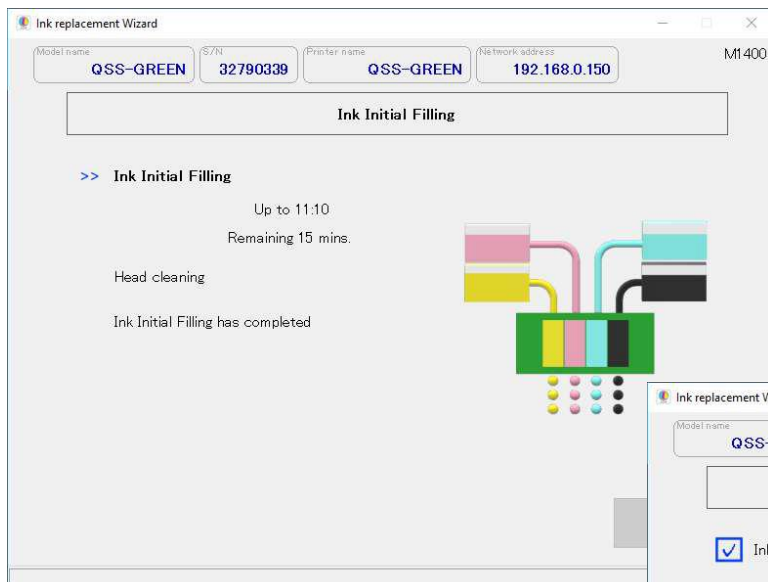 Ink replacement Wizard
Model name
QSS-GREEN
S/N
32790339
Printer name
QSS-GREEN
Network address
192.168.0.150
M1400
Ink Initial Filling
>> Ink Initial Filling
Up to 11:10
Remaining 15 mins.
Head cleaning
Ink Initial Filling has completed
Ink replacement W
Model name
QSS-
In